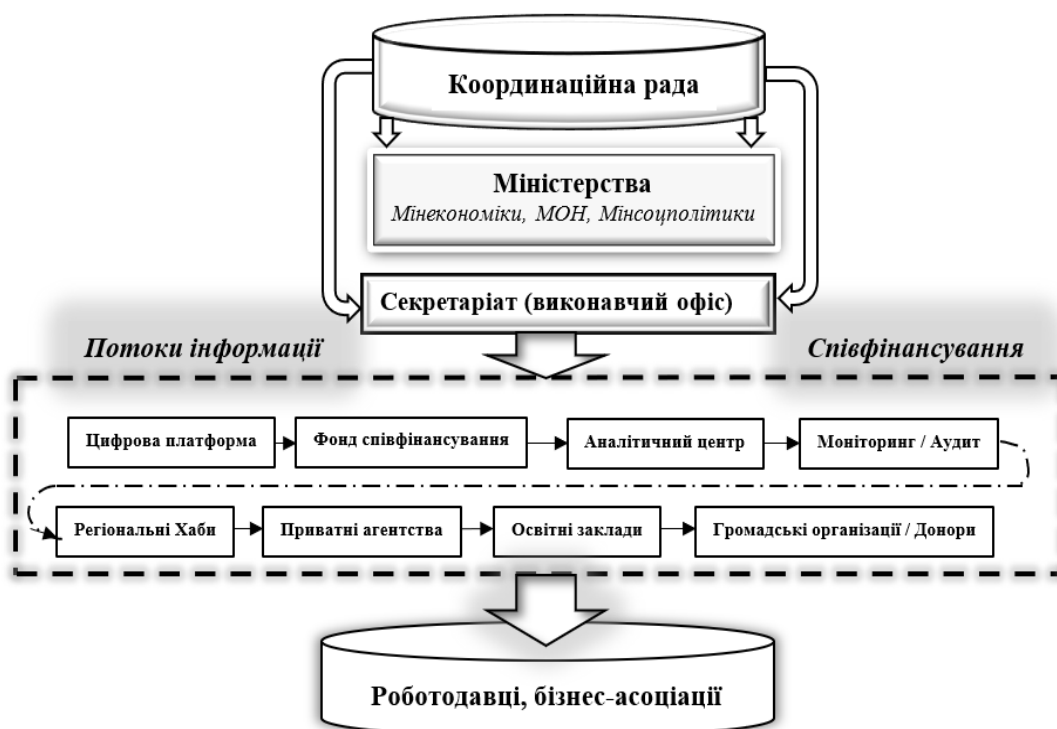 Координаційна рада
Міністерства
Мінекономіки, МОН, Мінсоцполітики
Секретаріат (виконавчий офіс)
Потоки інформації
Співфінансування
Цифрова платформа
Фонд співфінансування
Аналітичний центр
Моніторинг / Аудит
Регіональні Хаби
Приватні агентства
Освітні заклади
Громадські організації / Донори
Роботодавці, бізнес-асоціації